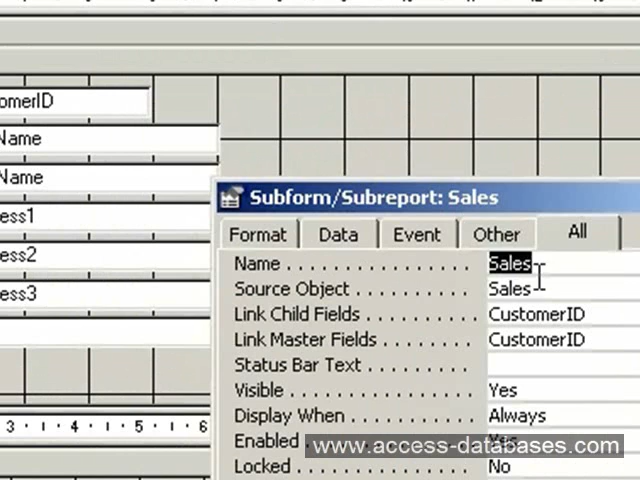 omerID
Name
Name
ess1
ess2
ess3
3 · ı · 4 · ı · 5 · ı · 6
Subform/Subreport: Sales
Format Data Event Other All
Name . . . . . . . . . . . . . . . . . Sales
Source Object . . . . . . . . . . . Sales
Link Child Fields . . . . . . . . . . CustomerID
Link Master Fields . . . . . . . . CustomerID
Status Bar Text . . . . . . . . . .
Visible . . . . . . . . . . . . . . . . . Yes
Display When . . . . . . . . . . . Always
Enabled Yes
www.access-databases.com
Locked . . . . . . . . . . . . . . . . No